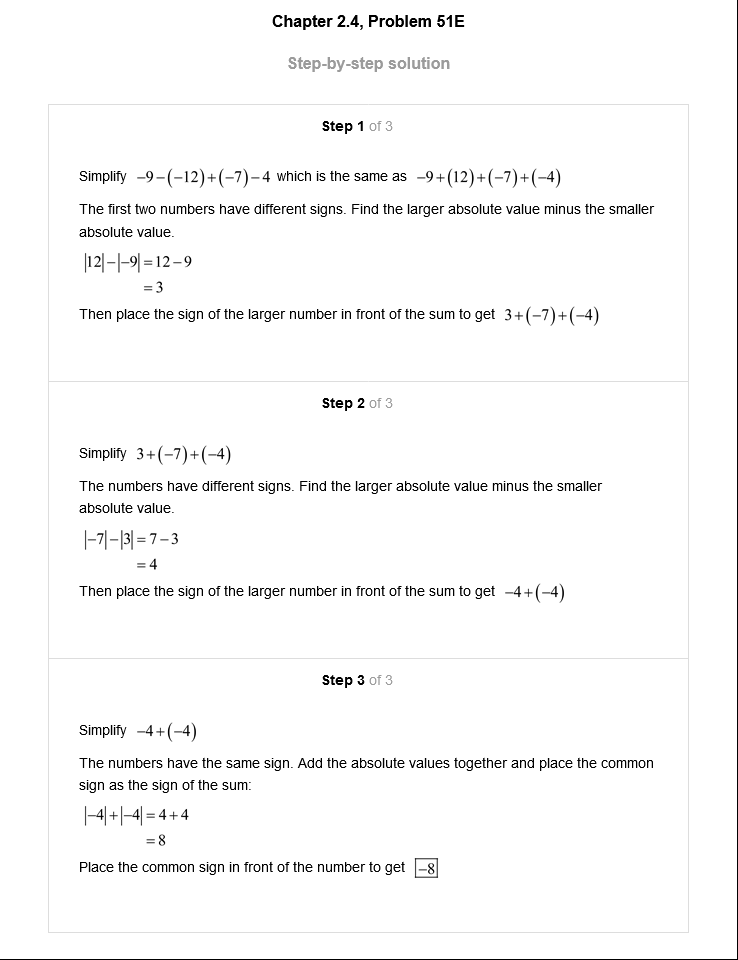 Chapter 2.4, Problem 51E
Step-by-step solution
Step 1 of 3
Simplify −9−(−12)+(−7)−4 which is the same as −9+(12)+(−7)+(−4)
The first two numbers have different signs. Find the larger absolute value minus the smaller
absolute value.
|12|−|−9|=12−9
=3
Then place the sign of the larger number in front of the sum to get 3+(−7)+(−4)
Step 2 of 3
Simplify 3+(−7)+(−4)
The numbers have different signs. Find the larger absolute value minus the smaller
absolute value.
|−7|−|3|=7−3
=4
Then place the sign of the larger number in front of the sum to get −4+(−4)
Step 3 of 3
Simplify −4+(−4)
The numbers have the same sign. Add the absolute values together and place the common
sign as the sign of the sum:
|−4|+|−4|=4+4
=8
Place the common sign in front of the number to get −8